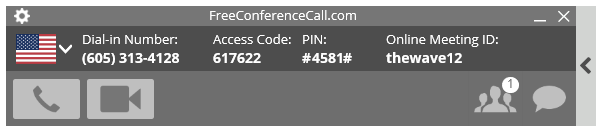 FreeConferenceCall.com
Dial-in Number: Access Code: PIN: Online Meeting ID:
(605) 313-4128 617622 #4581# thewave12
1